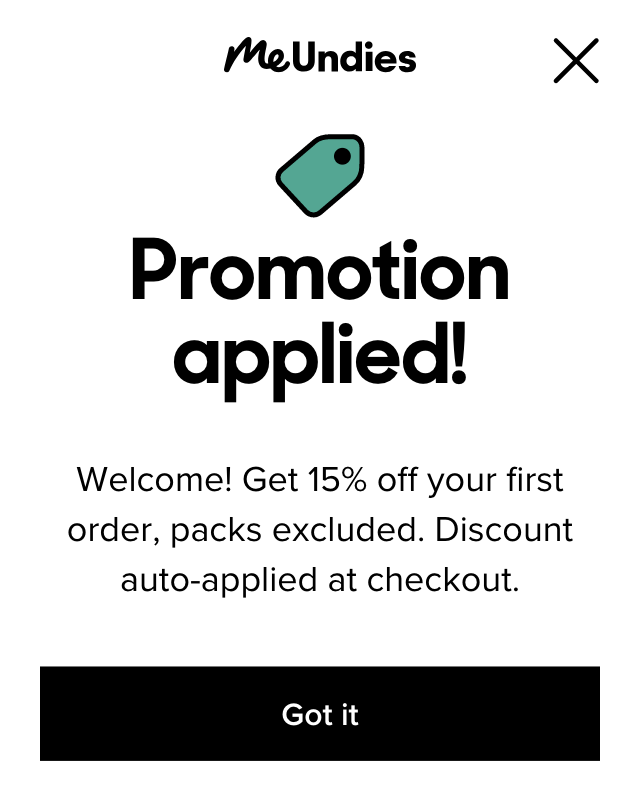 MeUndies
Promotion
applied!
Welcome! Get 15% off your first
order, packs excluded. Discount
auto-applied at checkout.
Got it